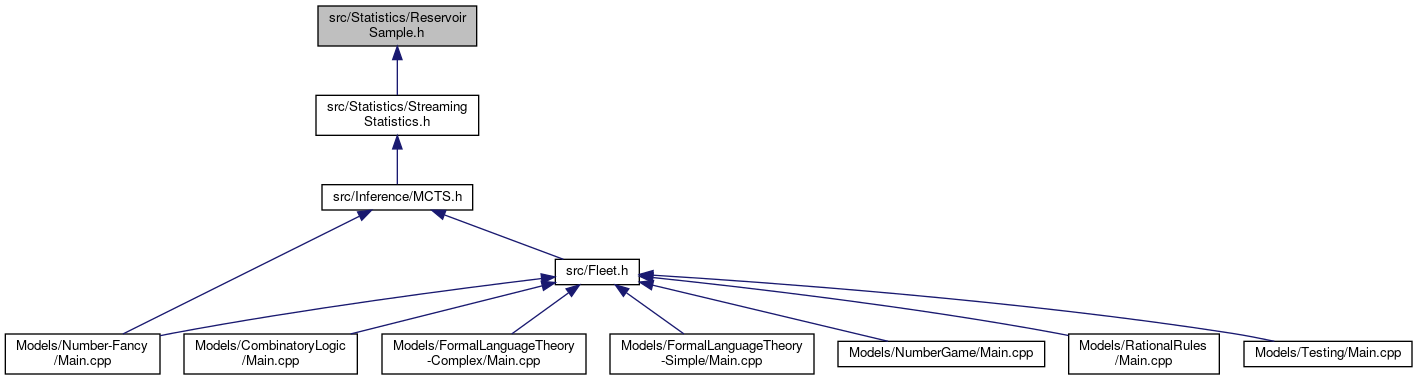 src/Statistics/Reservoir
Sample.h
src/Statistics/Streaming
Statistics.h
src/Inference/MCTS.h
src/Fleet.h
Models/Number-Fancy
/Main.cpp
Models/CombinatoryLogic
/Main.cpp
Models/FormalLanguageTheory
-Complex/Main.cpp
Models/FormalLanguageTheory
-Simple/Main.cpp
Models/NumberGame/Main.cpp
Models/RationalRules
/Main.cpp
Models/Testing/Main.cpp